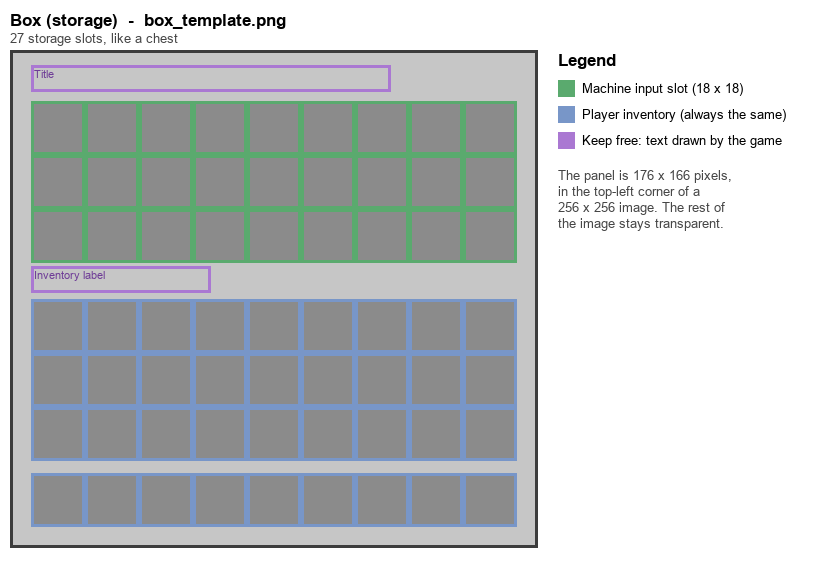 Box (storage)  -  box_template.png
27 storage slots, like a chest
Title
Inventory label
Legend
Machine input slot (18 x 18)
Player inventory (always the same)
Keep free: text drawn by the game
The panel is 176 x 166 pixels,
in the top-left corner of a
256 x 256 image. The rest of
the image stays transparent.